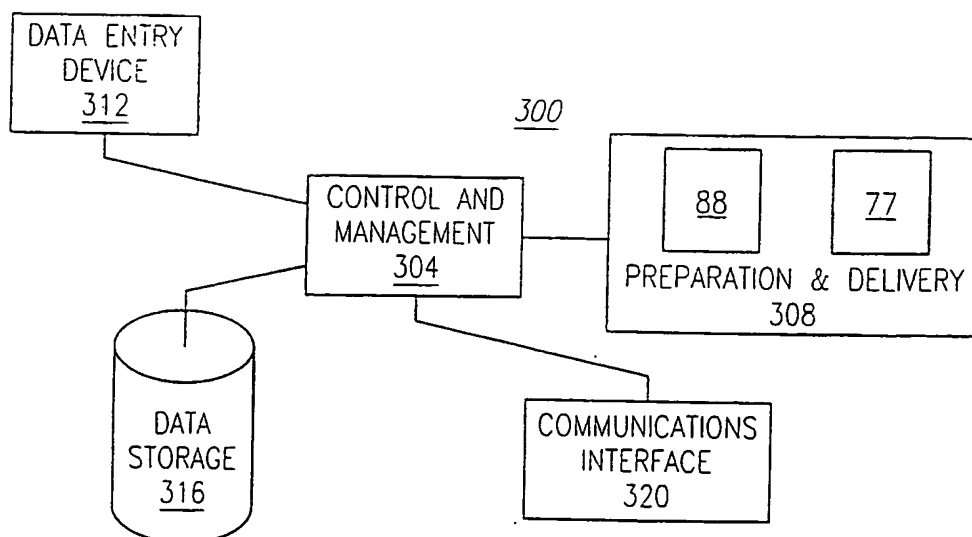 DATA ENTRY
DEVICE
312
300
88
77
PREPARATION & DELIVERY
308
CONTROL AND
MANAGEMENT
304
DATA
STORAGE
316
COMMUNICATIONS
INTERFACE
320